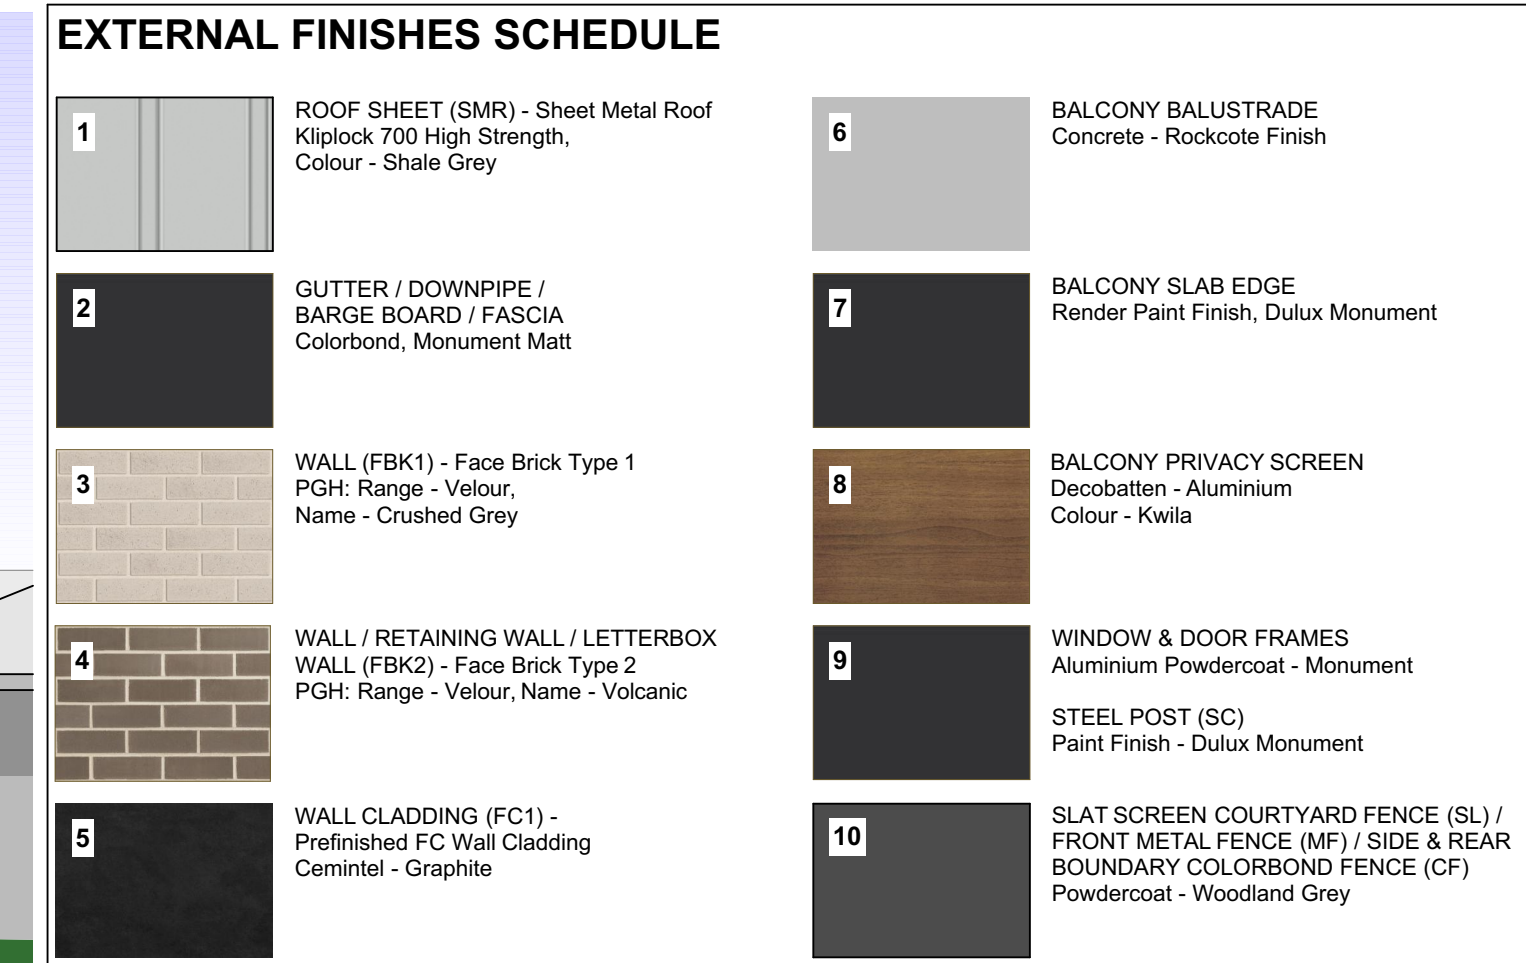 EXTERNAL FINISHES SCHEDULE
1
ROOF SHEET (SMR) - Sheet Metal Roof
Kliplock 700 High Strength,
Colour - Shale Grey
2
GUTTER / DOWNPIPE /
BARGE BOARD / FASCIA
Colorbond, Monument Matt
3
WALL (FBK1) - Face Brick Type 1
PGH: Range - Velour,
Name - Crushed Grey
4
WALL / RETAINING WALL / LETTERBOX
WALL (FBK2) - Face Brick Type 2
PGH: Range - Velour, Name - Volcanic
5
WALL CLADDING (FC1) -
Prefinished FC Wall Cladding
Cemintel - Graphite
6
BALCONY BALUSTRADE
Concrete - Rockcote Finish
7
BALCONY SLAB EDGE
Render Paint Finish, Dulux Monument
8
BALCONY PRIVACY SCREEN
Decobatten - Aluminium
Colour - Kwila
9
WINDOW & DOOR FRAMES
Aluminium Powdercoat - Monument
STEEL POST (SC)
Paint Finish - Dulux Monument
10
SLAT SCREEN COURTYARD FENCE (SL) /
FRONT METAL FENCE (MF) / SIDE & REAR
BOUNDARY COLORBOND FENCE (CF)
Powdercoat - Woodland Grey